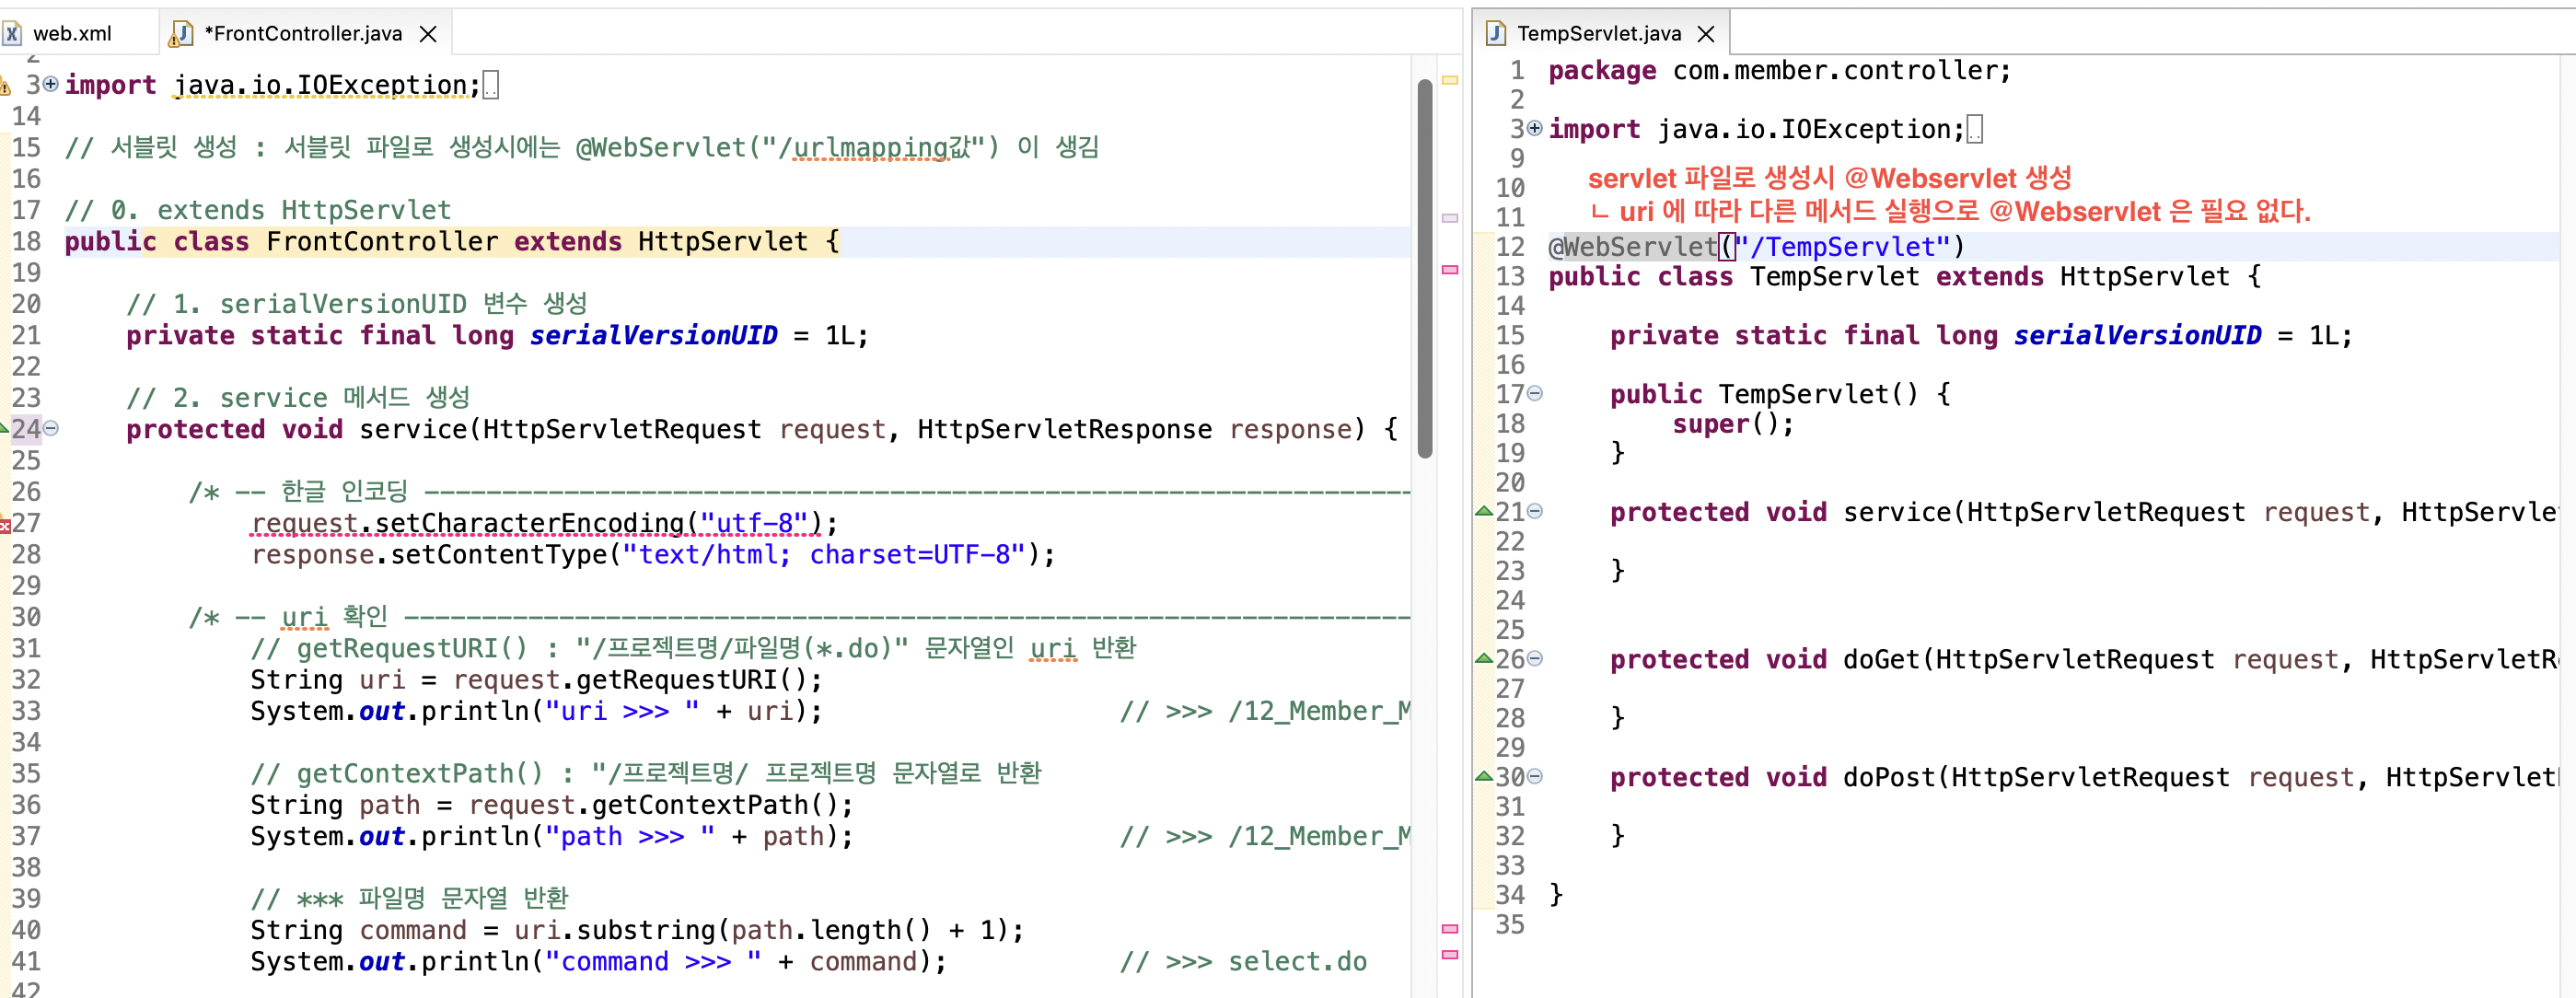 web.xml
*FrontController.java
2
3 import java.io.IOException;
14
15 // 서블릿 생성 : 서블릿 파일로 생성시에는 @WebServlet("/urlmapping값") 이 생김
16
17 // 0. extends HttpServlet
18 public class FrontController extends HttpServlet {
19
20 // 1. serialVersionUID 변수 생성
21 private static final long serialVersionUID = 1L;
22
23 // 2. service 메서드 생성
24 protected void service(HttpServletRequest request, HttpServletResponse response) {
25
26 /* -- 한글 인코딩 ----------------------------------------------------------------
27 request.setCharacterEncoding("utf-8");
28 response.setContentType("text/html; charset=UTF-8");
29
30 /* -- uri 확인 -----------------------------------------------------------------
31 // getRequestURI() : "/프로젝트명/파일명(*.do)" 문자열인 uri 반환
32 String uri = request.getRequestURI();
33 System.out.println("uri >>> " + uri); // >>> /12_Member_M
34
35 // getContextPath() : "/프로젝트명/ 프로젝트명 문자열로 반환
36 String path = request.getContextPath();
37 System.out.println("path >>> " + path); // >>> /12_Member_M
38
39 // *** 파일명 문자열 반환
40 String command = uri.substring(path.length() + 1);
41 System.out.println("command >>> " + command); // >>> select.do
42
TempServlet.java
1 package com.member.controller;
2
3 import java.io.IOException;
9
10 servlet 파일로 생성시 @Webservlet 생성
11 ㄴ uri 에 따라 다른 메서드 실행으로 @Webservlet 은 필요 없다.
12 @WebServlet("/TempServlet")
13 public class TempServlet extends HttpServlet {
14
15 private static final long serialVersionUID = 1L;
16
17 public TempServlet() {
18 super();
19 }
20
21 protected void service(HttpServletRequest request, HttpServle
22
23 }
24
25
26 protected void doGet(HttpServletRequest request, HttpServletR
27
28 }
29
30 protected void doPost(HttpServletRequest request, HttpServlet
31
32 }
33
34 }
35